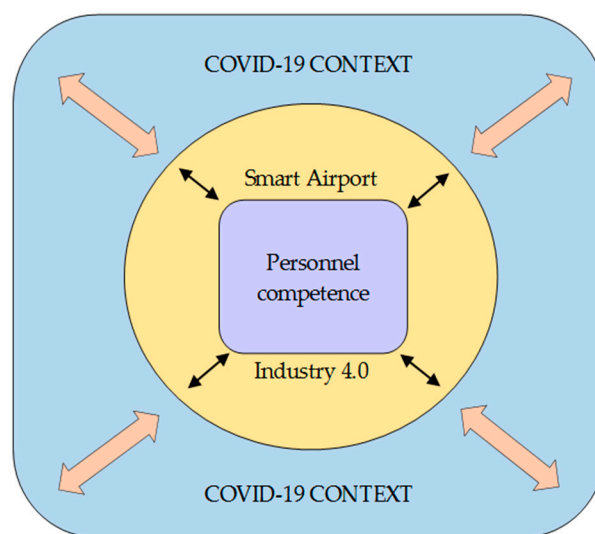 COVID-19 CONTEXT
Smart Airport
Personnel
competence
Industry 4.0
COVID-19 CONTEXT